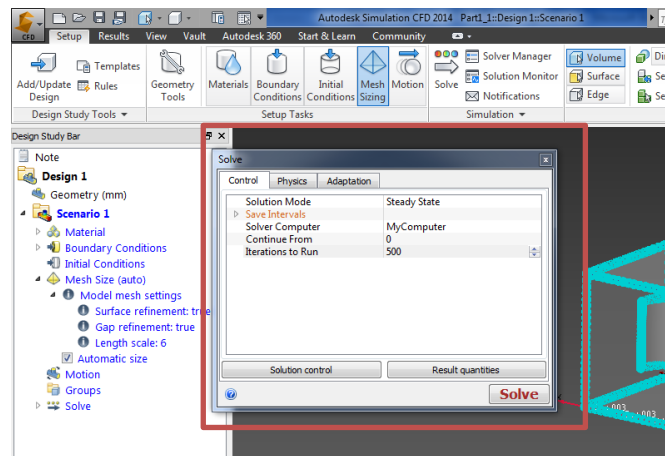 Autodesk Simulation CFD 2014 Part1_1::Design 1::Scenario 1
CFD Setup Results View Vault Autodesk 360 Start & Learn Community
Add/Update Design
Templates
Rules
Geometry Tools
Materials
Boundary Conditions
Initial Conditions
Mesh Sizing
Motion
Solve
Solver Manager
Solution Monitor
Notifications
Volume
Surface
Edge
Design Study Tools
Setup Tasks
Simulation
Design Study Bar
Note
Design 1
Geometry (mm)
Scenario 1
Material
Boundary Conditions
Initial Conditions
Mesh Size (auto)
Model mesh settings
Surface refinement: true
Gap refinement: true
Length scale: 6
Automatic size
Motion
Groups
Solve
Solve
Control Physics Adaptation
Solution Mode Steady State
Save Intervals
Solver Computer MyComputer
Continue From 0
Iterations to Run 500
Solution control Result quantities
Solve
.003 .003